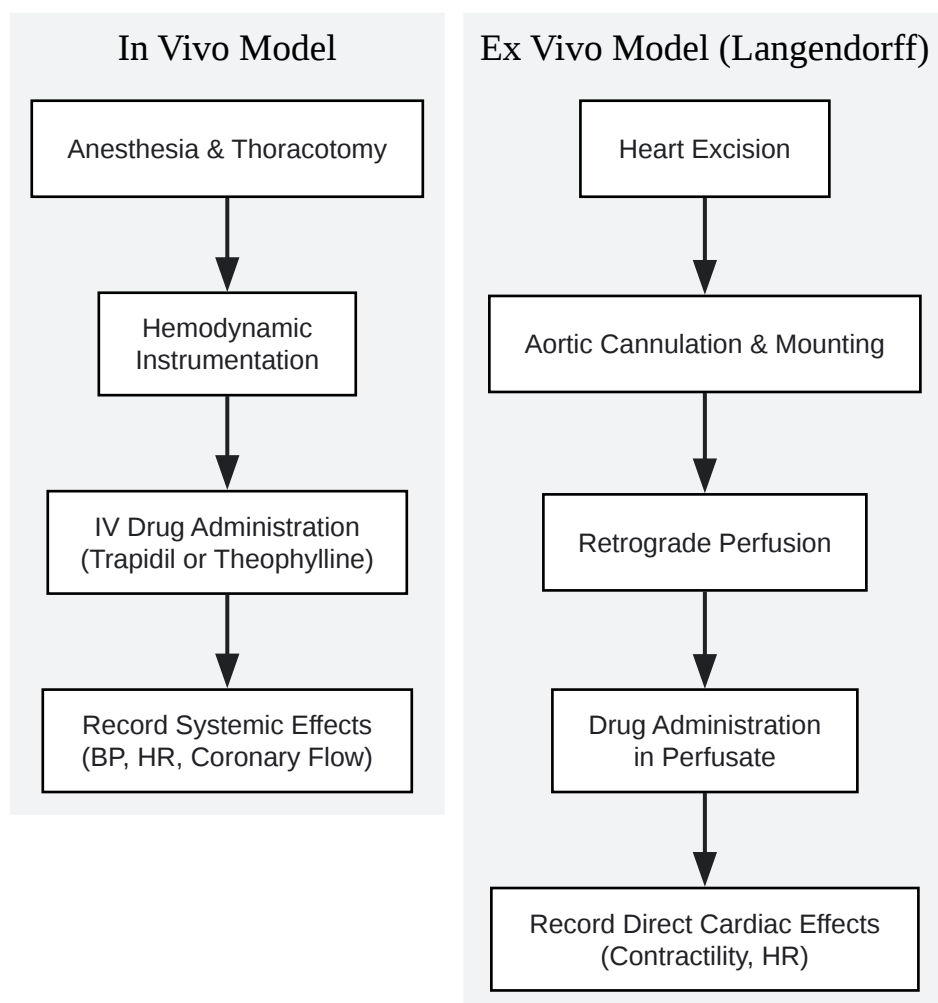 In Vivo Model
Anesthesia & Thoracotomy
Hemodynamic
Instrumentation
IV Drug Administration
(Trapidil or Theophylline)
Record Systemic Effects
(BP, HR, Coronary Flow)
Ex Vivo Model (Langendorff)
Heart Excision
Aortic Cannulation & Mounting
Retrograde Perfusion
Drug Administration
in Perfusate
Record Direct Cardiac Effects
(Contractility, HR)